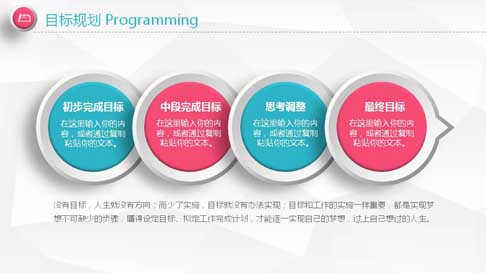 目标规划 Programming
初步完成目标
在这里输入你的内
容，或者通过复制
粘贴你的文本。
中段完成目标
在这里输入你的内
容，或者通过复制
粘贴你的文本。
思考调整
在这里输入你的内
容，或者通过复制
粘贴你的文本。
最终目标
在这里输入你的内
容，或者通过复制
粘贴你的文本。
没有目标，人生就没有方向；而少了实施，目标就没有办法实现；目标和工作的实施一样重要，都是实现梦
想不可缺少的步骤，懂得设定目标、拟定工作完成计划，才能逐一实现自己的梦想，过上自己想过的人生。